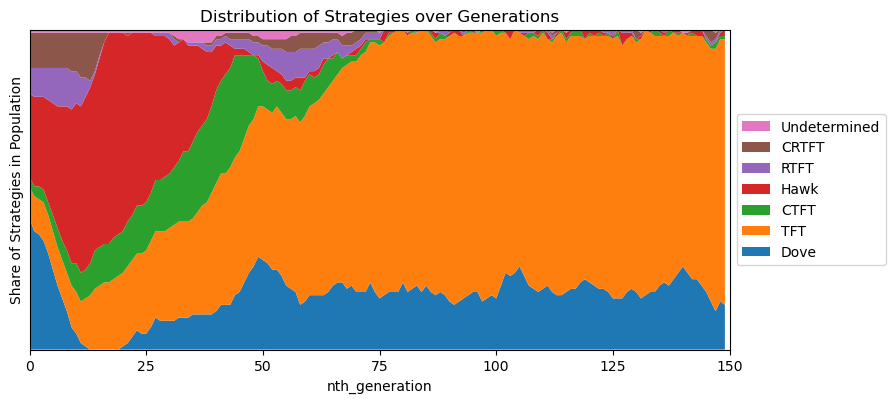 Distribution of Strategies over Generations
Share of Strategies in Population
0 25 50 75 100 125 150
nth_generation
Undetermined
CRTFT
RTFT
Hawk
CTFT
TFT
Dove